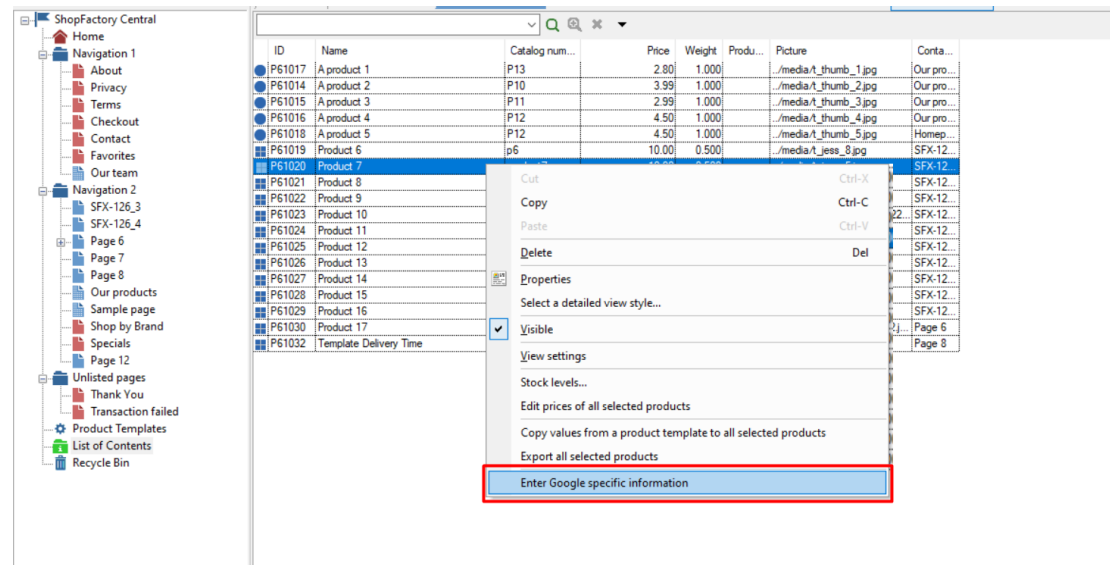 ShopFactory Central
Home
Navigation 1
About
Privacy
Terms
Checkout
Contact
Favorites
Our team
Navigation 2
SFX-126_3
SFX-126_4
Page 6
Page 7
Page 8
Our products
Sample page
Shop by Brand
Specials
Page 12
Unlisted pages
Thank You
Transaction failed
Product Templates
List of Contents
Recycle Bin
ID Name Catalog num... Price Weight Produ... Picture Conta...
P61017 A product 1 P13 2.80 1.000 ../media/t_thumb_1.jpg Our pro...
P61014 A product 2 P10 3.99 1.000 ../media/t_thumb_2.jpg Our pro...
P61015 A product 3 P11 2.99 1.000 ../media/t_thumb_3.jpg Our pro...
P61016 A product 4 P12 4.50 1.000 ../media/t_thumb_4.jpg Our pro...
P61018 A product 5 P12 4.50 1.000 ../media/t_thumb_5.jpg Homep...
P61019 Product 6 p6 10.00 0.500 ../media/t_jess_8.jpg SFX-12...
P61020 Product 7 SFX-12...
P61021 Product 8 SFX-12...
P61022 Product 9 SFX-12...
P61023 Product 10 22... SFX-12...
P61024 Product 11 SFX-12...
P61025 Product 12 SFX-12...
P61026 Product 13 SFX-12...
P61027 Product 14 SFX-12...
P61028 Product 15 SFX-12...
P61029 Product 16 SFX-12...
P61030 Product 17 Page 6
P61032 Template Delivery Time Page 8
Cut Ctrl-X
Copy Ctrl-C
Paste Ctrl-V
Delete Del
Properties
Select a detailed view style...
Visible
View settings
Stock levels...
Edit prices of all selected products
Copy values from a product template to all selected products
Export all selected products
Enter Google specific information